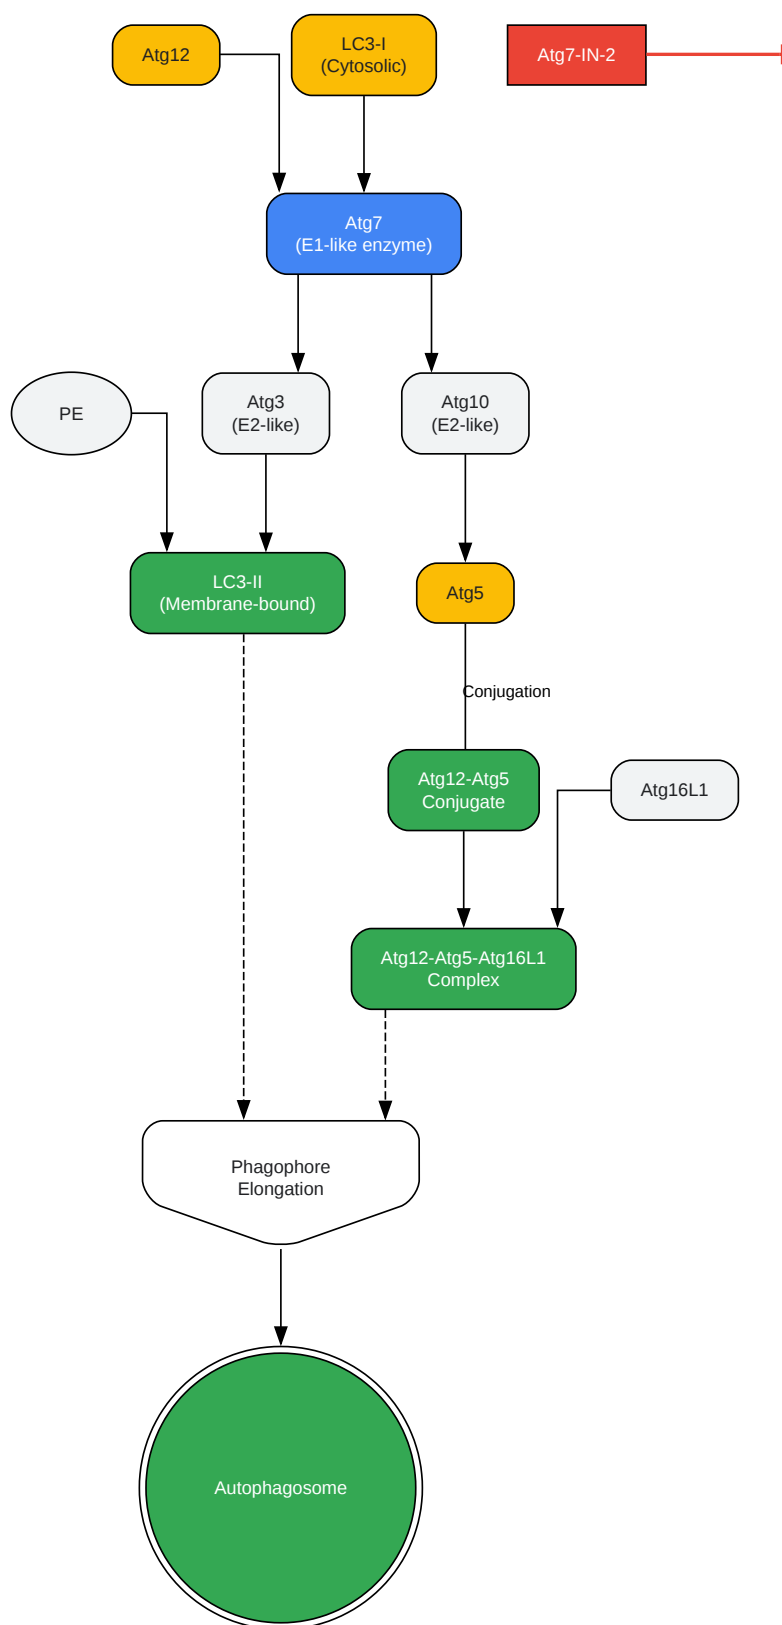 Atg12
LC3-I
(Cytosolic)
Atg7-IN-2
Atg7
(E1-like enzyme)
PE
Atg3
(E2-like)
Atg10
(E2-like)
LC3-II
(Membrane-bound)
Atg5
Conjugation
Atg12-Atg5
Conjugate
Atg16L1
Atg12-Atg5-Atg16L1
Complex
Phagophore
Elongation
Autophagosome